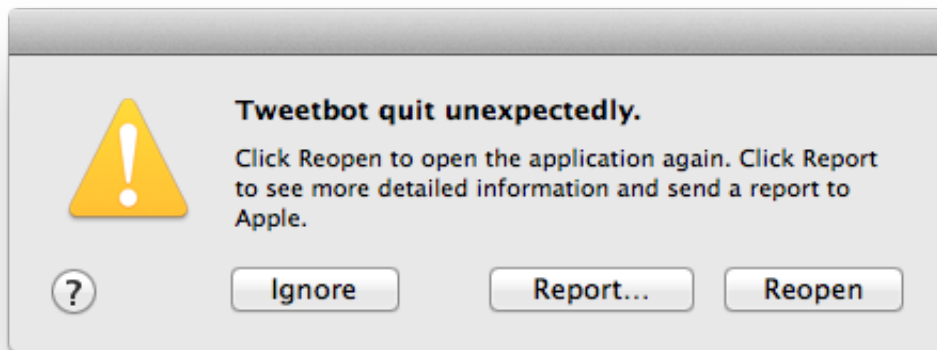 Tweetbot quit unexpectedly.
Click Reopen to open the application again. Click Report
to see more detailed information and send a report to
Apple.
? Ignore Report... Reopen